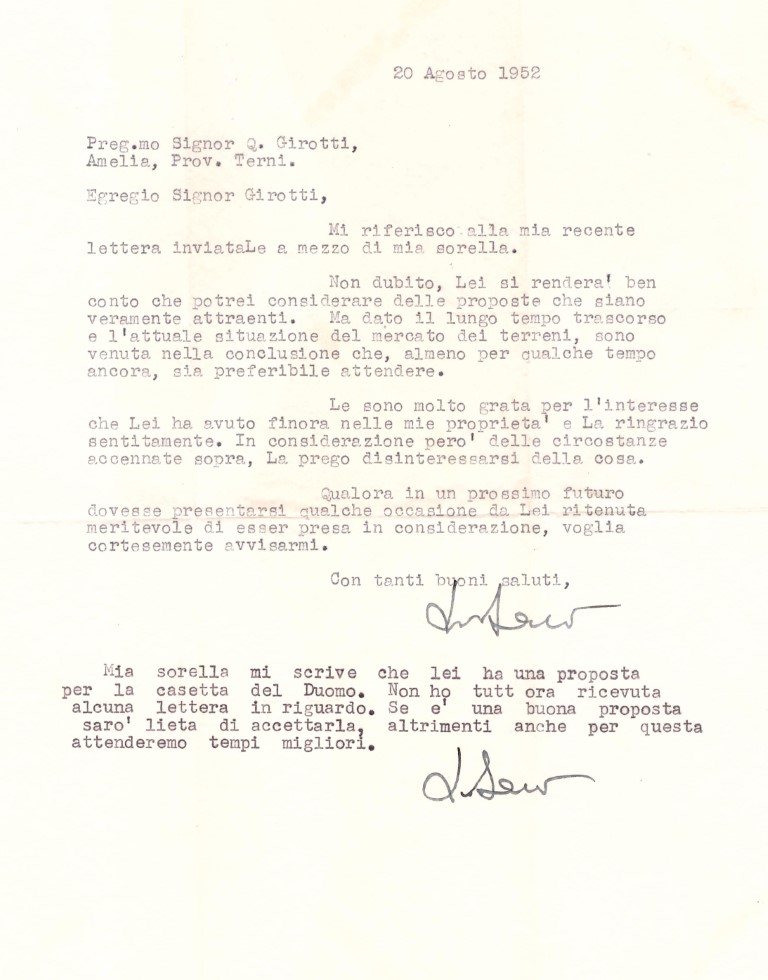 20 Agosto 1952
Preg.mo Signor Q. Girotti,
Amelia, Prov. Terni.
Egregio Signor Girotti,
Mi riferisco alla mia recente
lettera inviataLe a mezzo di mia sorella.
Non dubito, Lei si rendera' ben
conto che potrei considerare delle proposte che siano
veramente attraenti. Ma dato il lungo tempo trascorso
e l'attuale situazione del mercato dei terreni, sono
venuta nella conclusione che, almeno per qualche tempo
ancora, sia preferibile attendere.
Le sono molto grata per l'interesse
che Lei ha avuto finora nelle mie proprieta' e La ringrazio
sentitamente. In considerazione pero' delle circostanze
accennate sopra, La prego disinteressarsi della cosa.
Qualora in un prossimo futuro
dovesse presentarsi qualche occasione da Lei ritenuta
meritevole di esser presa in considerazione, voglia
cortesemente avvisarmi.
Con tanti buoni saluti,
Mia sorella mi scrive che lei ha una proposta
per la casetta del Duomo. Non ho tutt ora ricevuta
alcuna lettera in riguardo. Se e' una buona proposta
saro' lieta di accettarla, altrimenti anche per questa
attenderemo tempi migliori.